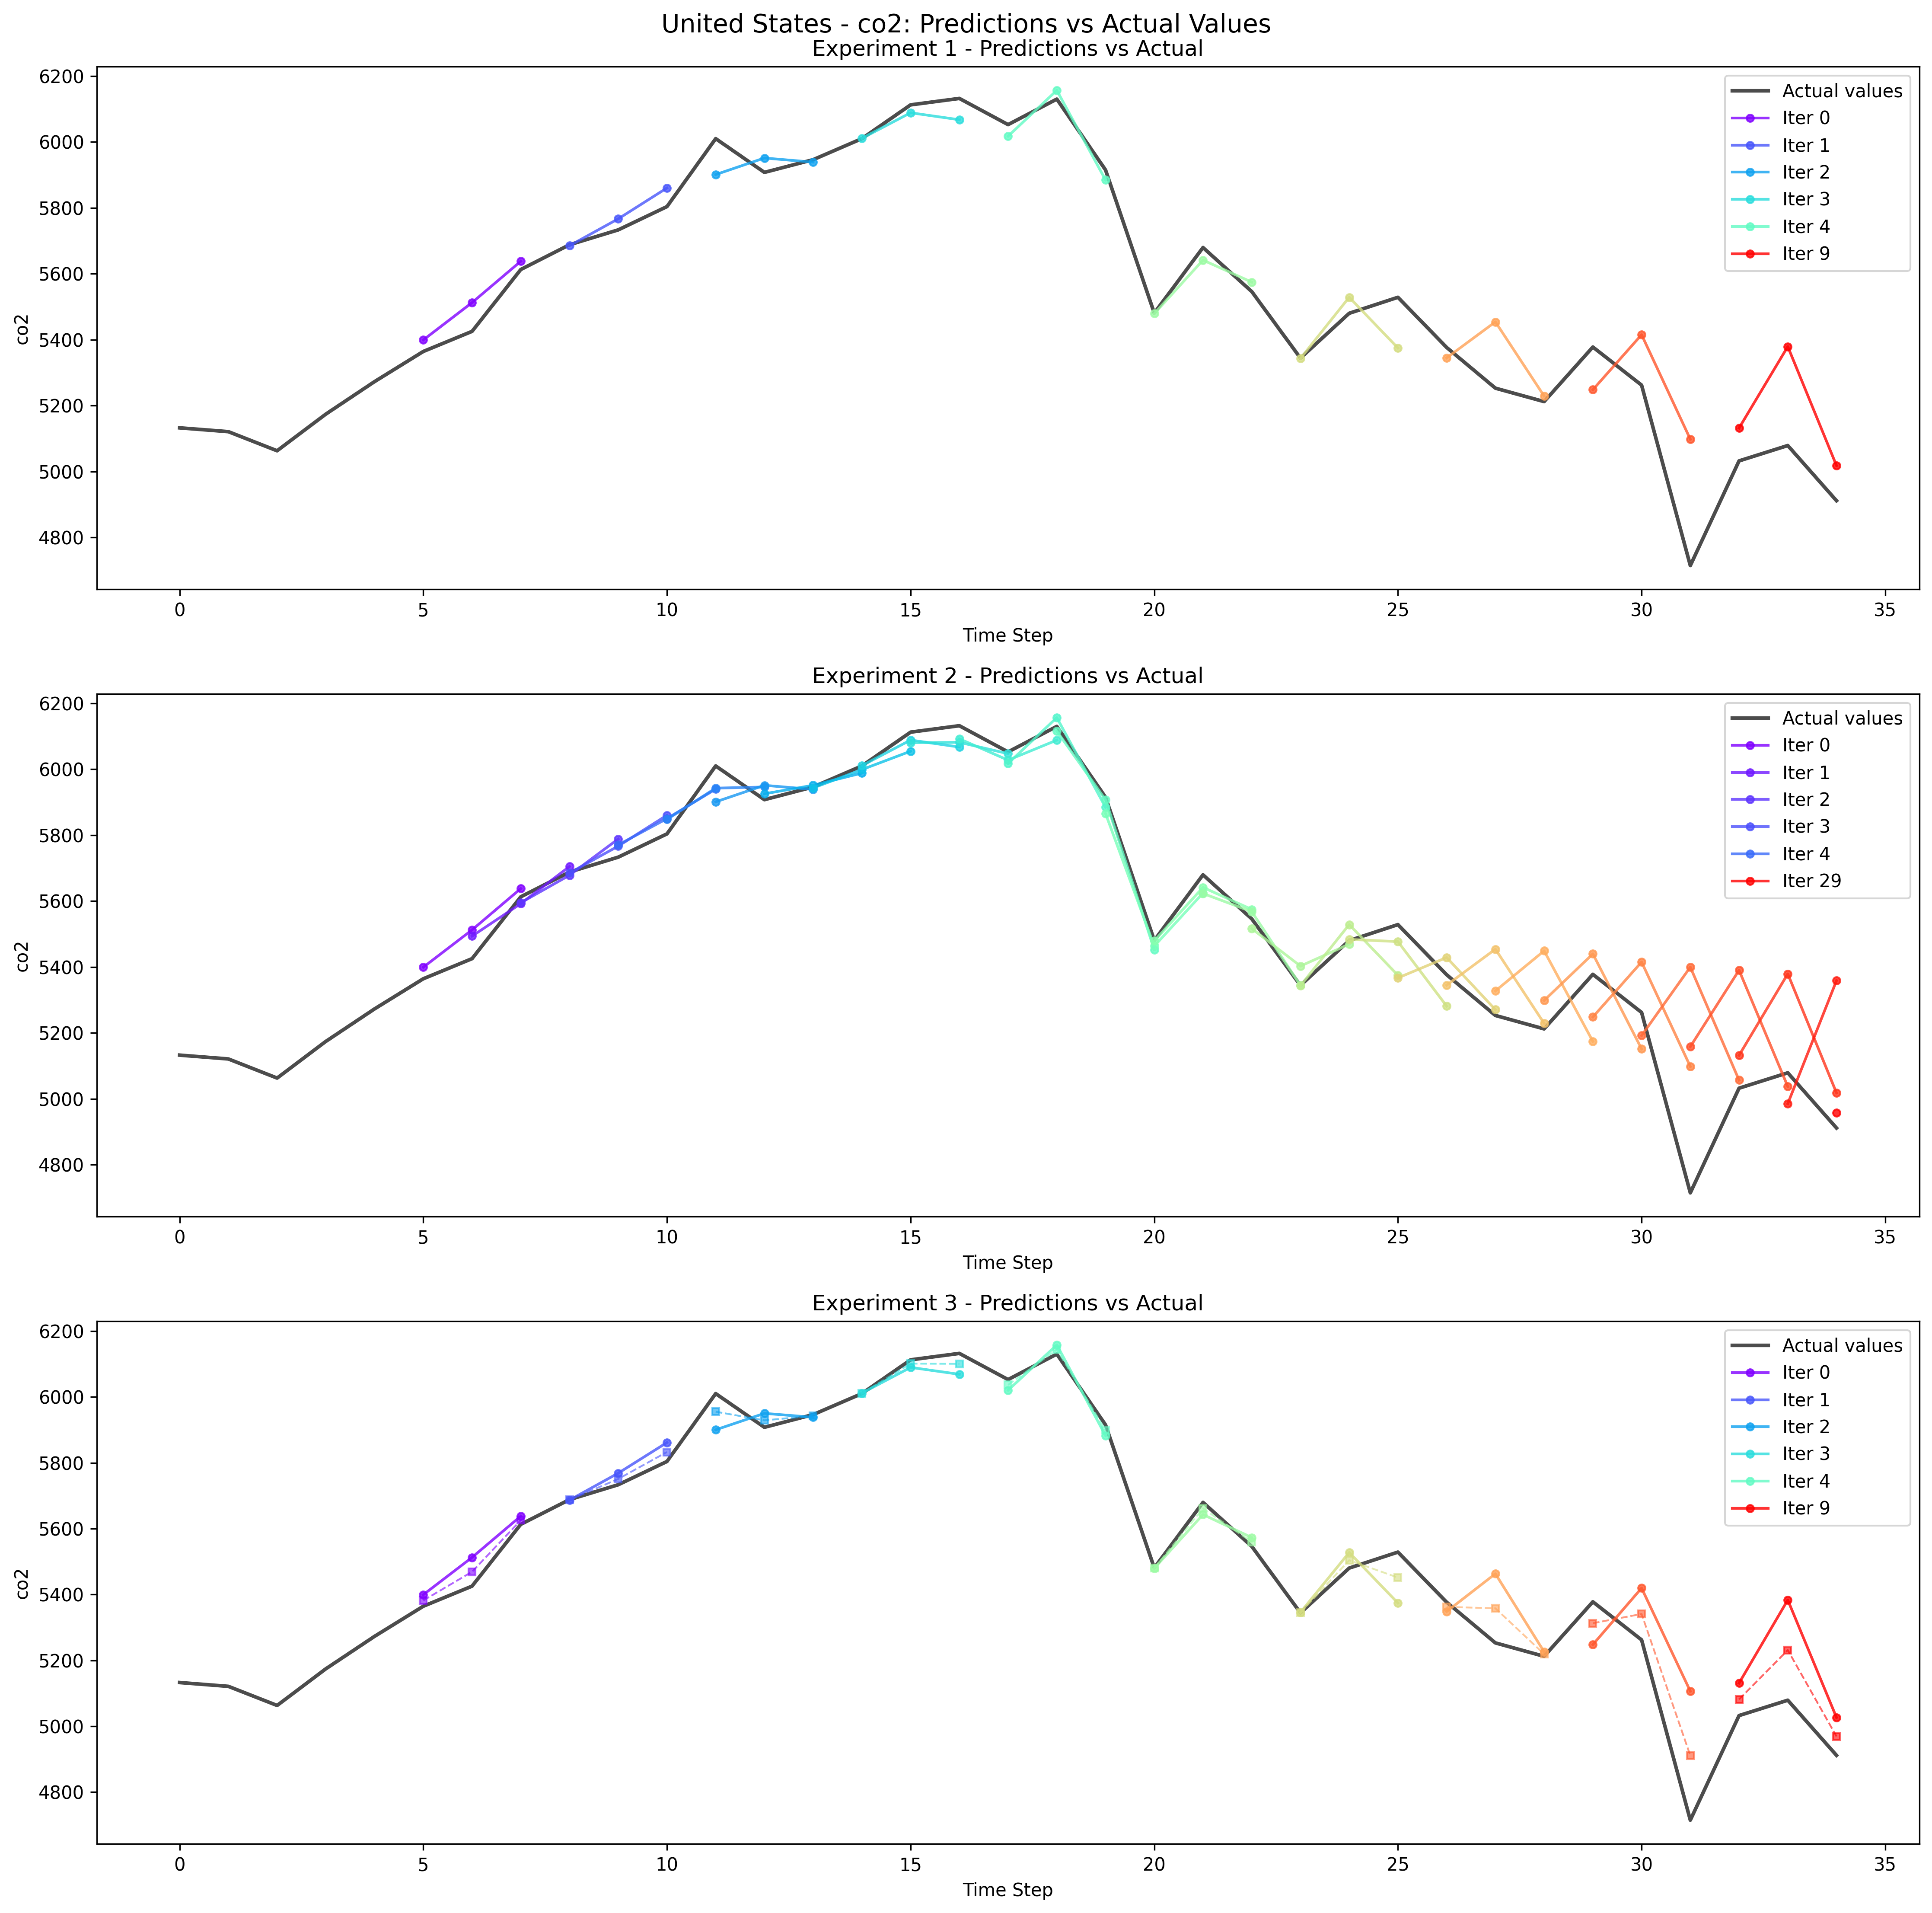 United States - co2: Predictions vs Actual Values
Experiment 1 - Predictions vs Actual
6200
6000
5800
5600
5400
5200
5000
4800
co2
0 5 10 15 20 25 30 35
Time Step
Actual values
Iter 0
Iter 1
Iter 2
Iter 3
Iter 4
Iter 9
Experiment 2 - Predictions vs Actual
6200
6000
5800
5600
5400
5200
5000
4800
co2
0 5 10 15 20 25 30 35
Time Step
Actual values
Iter 0
Iter 1
Iter 2
Iter 3
Iter 4
Iter 29
Experiment 3 - Predictions vs Actual
6200
6000
5800
5600
5400
5200
5000
4800
co2
0 5 10 15 20 25 30 35
Time Step
Actual values
Iter 0
Iter 1
Iter 2
Iter 3
Iter 4
Iter 9